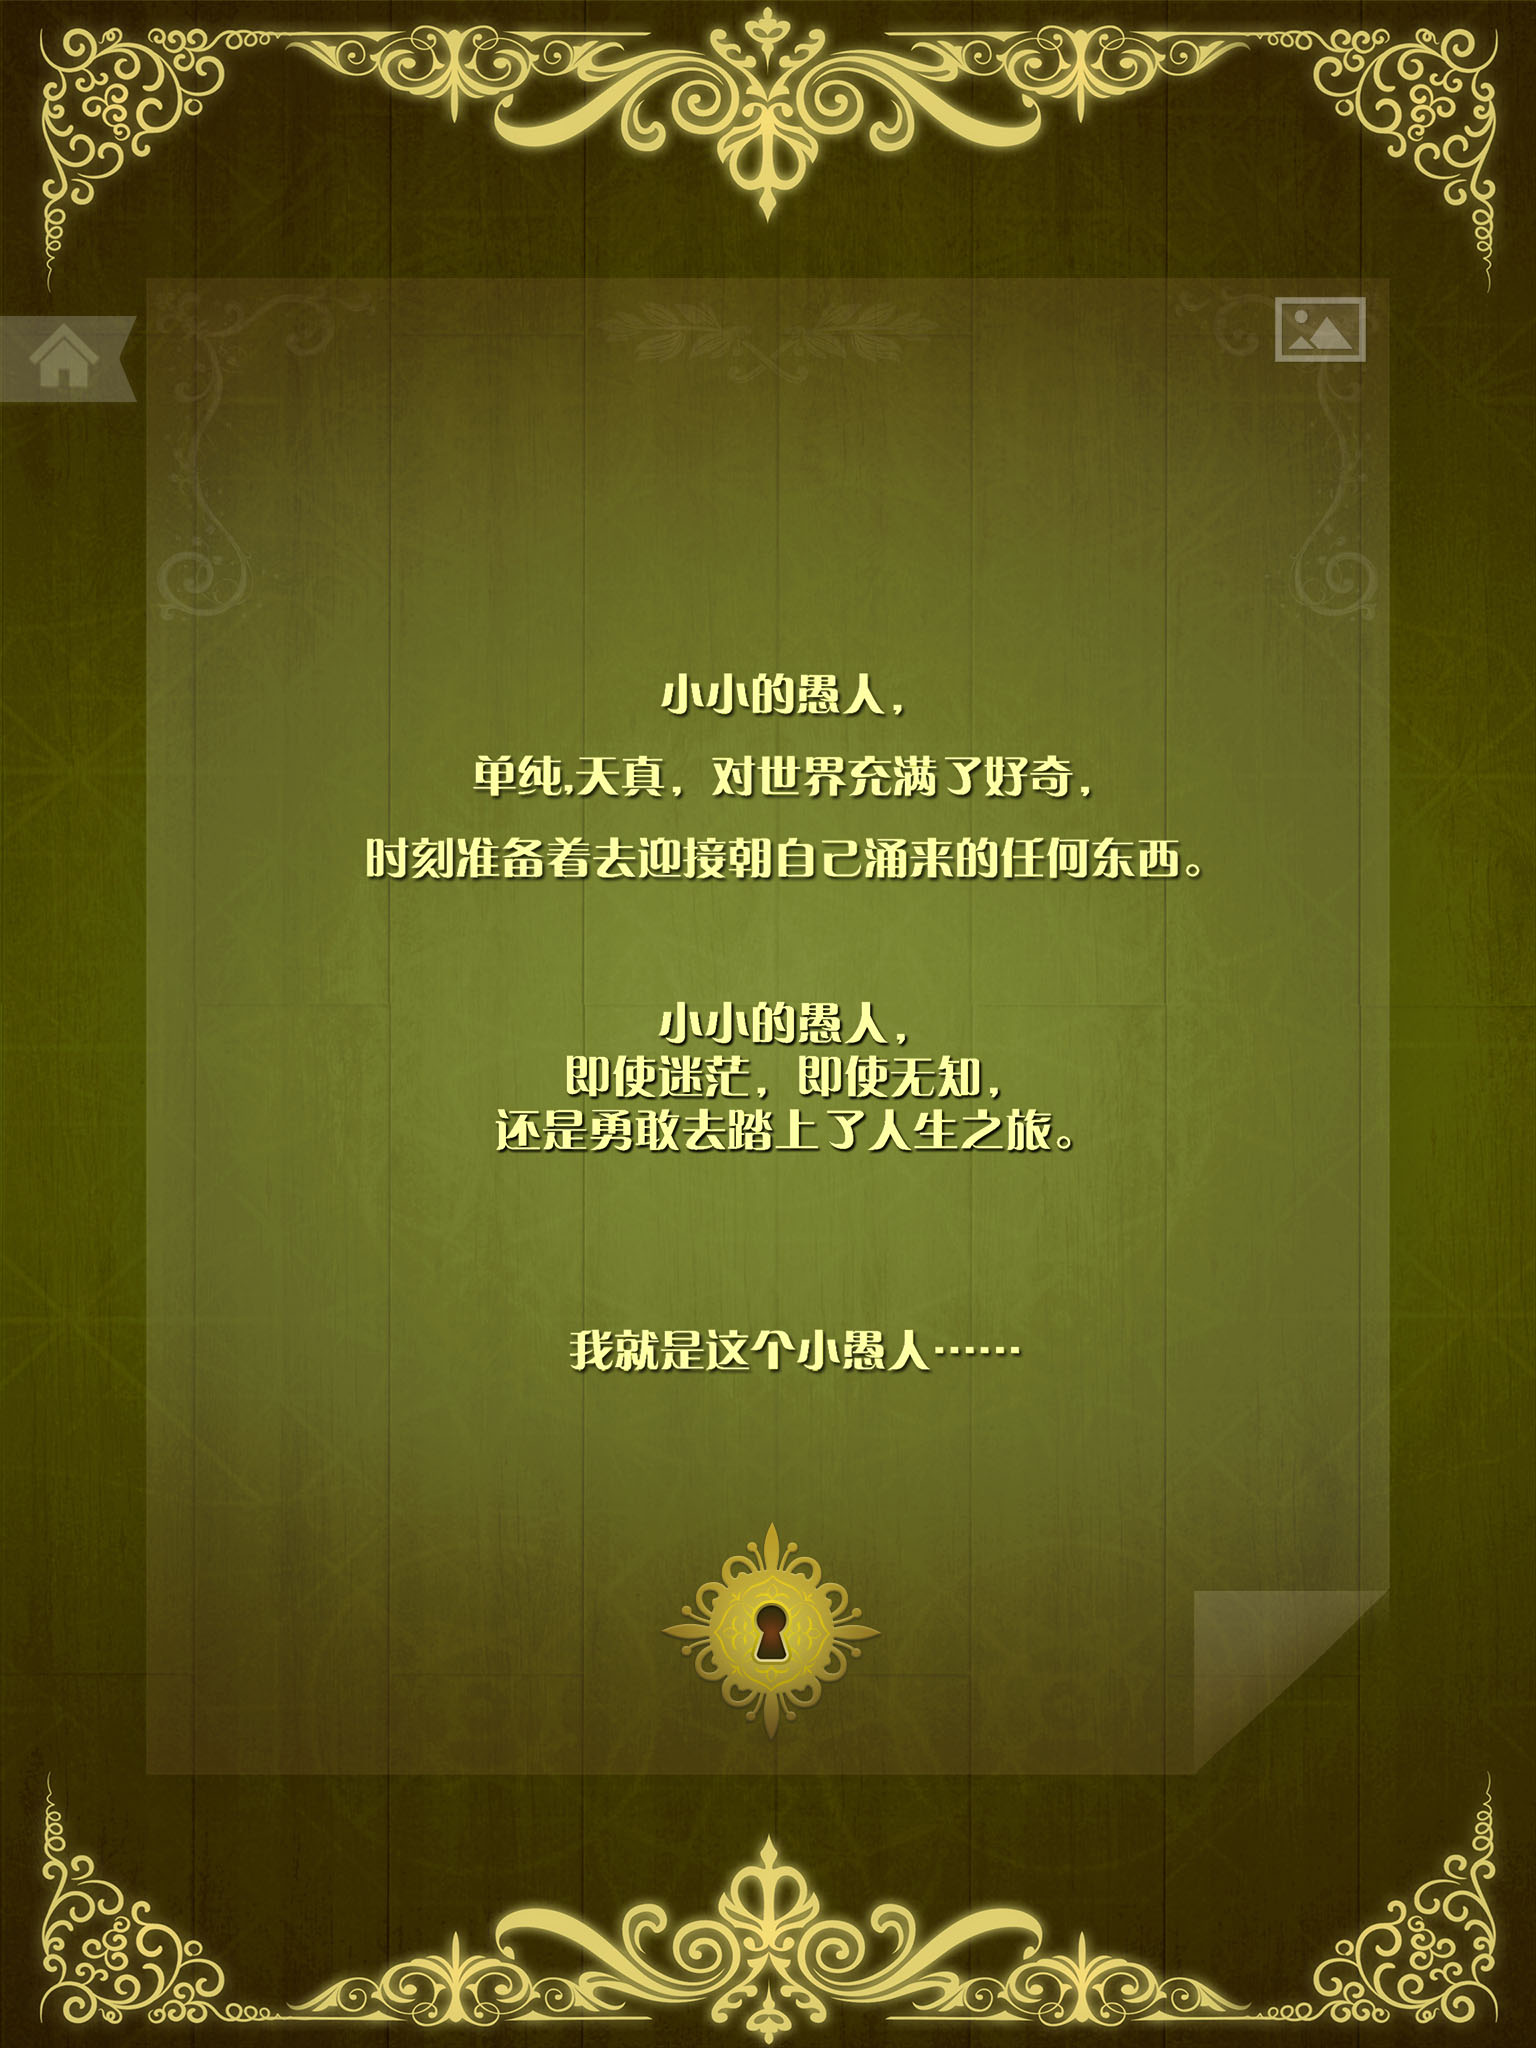 小小的愚人，
单纯,天真，对世界充满了好奇，
时刻准备着去迎接朝自己涌来的任何东西。
小小的愚人，
即使迷茫，即使无知，
还是勇敢去踏上了人生之旅。
我就是这个小愚人……